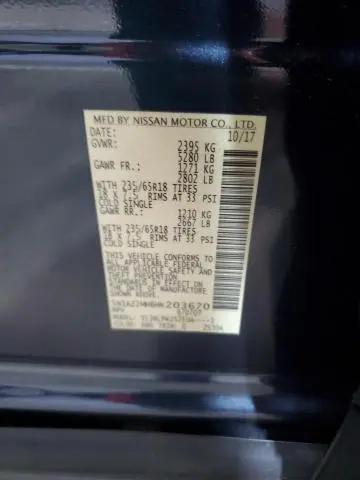 MFD BY NISSAN MOTOR CO., LTD.
DATE: 10/17
GVWR: 2395 KG
5280 LB
GAWR FR.: 1271 KG
2802 LB
WITH 235/65R18 TIRES
18 X 7.5 RIMS AT 33 PSI
COLD SINGLE
GAWR RR.: 1210 KG
2667 LB
WITH 235/65R18 TIRES
18 X 7.5 RIMS AT 33 PSI
COLD SINGLE
THIS VEHICLE CONFORMS TO
ALL APPLICABLE FEDERAL
MOTOR VEHICLE SAFETY
AND THEFT PREVENTION
STANDARDS IN EFFECT ON
THE DATE OF MANUFACTURE
SHOWN ABOVE.
203670
MPV
MODEL:
COLOR: TRIM